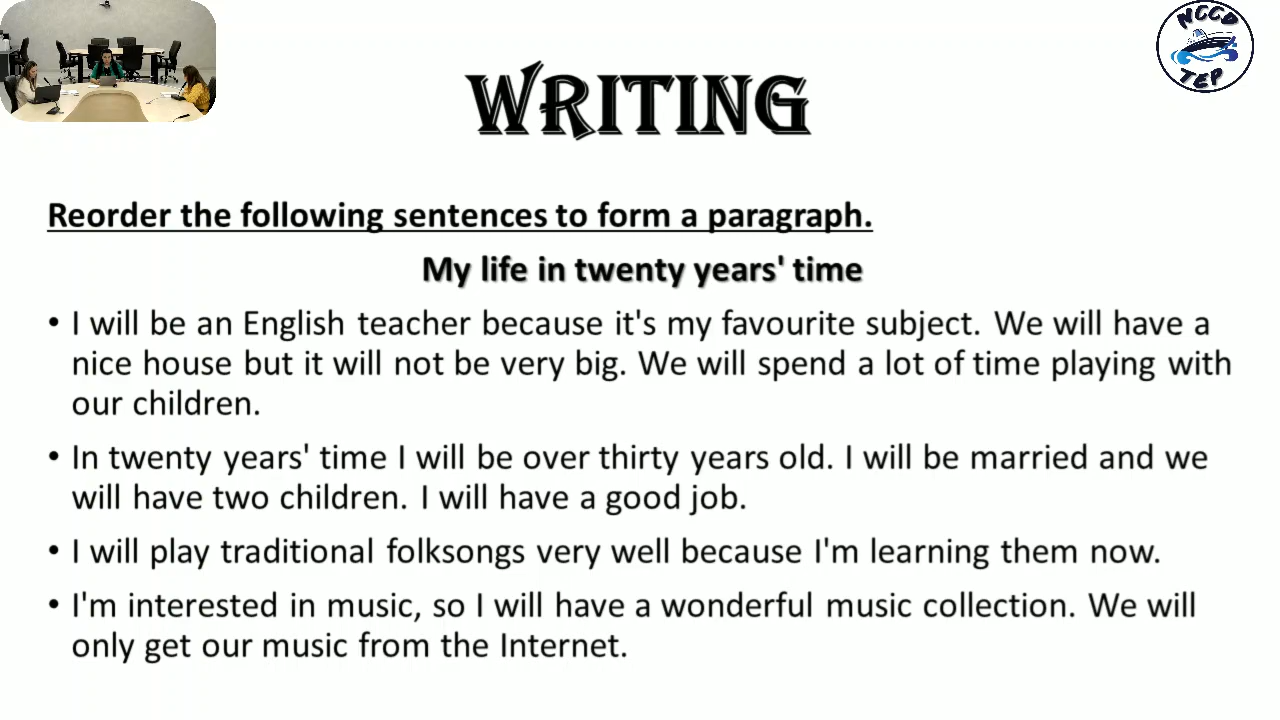 NCCD
TEP
WRITING
Reorder the following sentences to form a paragraph.
My life in twenty years' time
• I will be an English teacher because it's my favourite subject. We will have a
nice house but it will not be very big. We will spend a lot of time playing with
our children.
• In twenty years' time I will be over thirty years old. I will be married and we
will have two children. I will have a good job.
• I will play traditional folksongs very well because I'm learning them now.
• I'm interested in music, so I will have a wonderful music collection. We will
only get our music from the Internet.